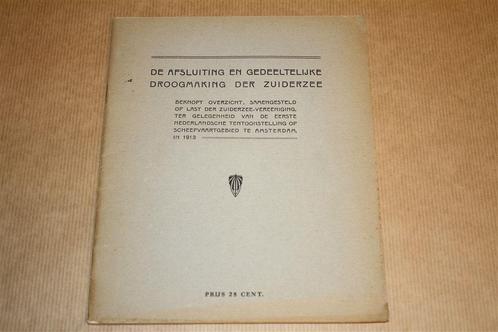 DE AFSLUITING EN GEDEELTELIJKE
DROOGMAKING DER ZUIDERZEE
BEKNOPT OVERZICHT, SAMENGESTELD
OP LAST DER ZUIDERZEE-VEREENIGING,
TER GELEGENHEID VAN DE EERSTE
NEDERLANDSCHE TENTOONSTELLING OP
SCHEEPVAARTGEBIED TE AMSTERDAM,
IN 1913
PRIJS 25 CENT.